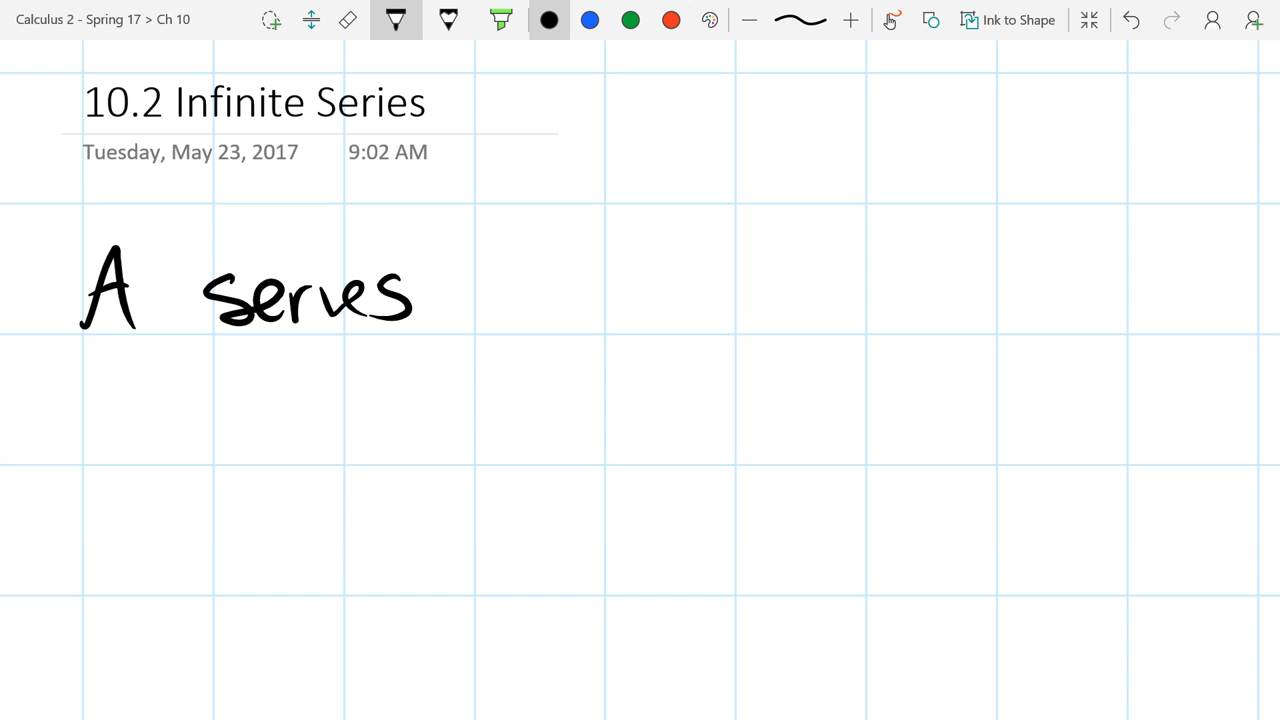 Calculus 2 - Spring 17 > Ch 10
Ink to Shape
10.2 Infinite Series
Tuesday, May 23, 2017 9:02 AM
A series